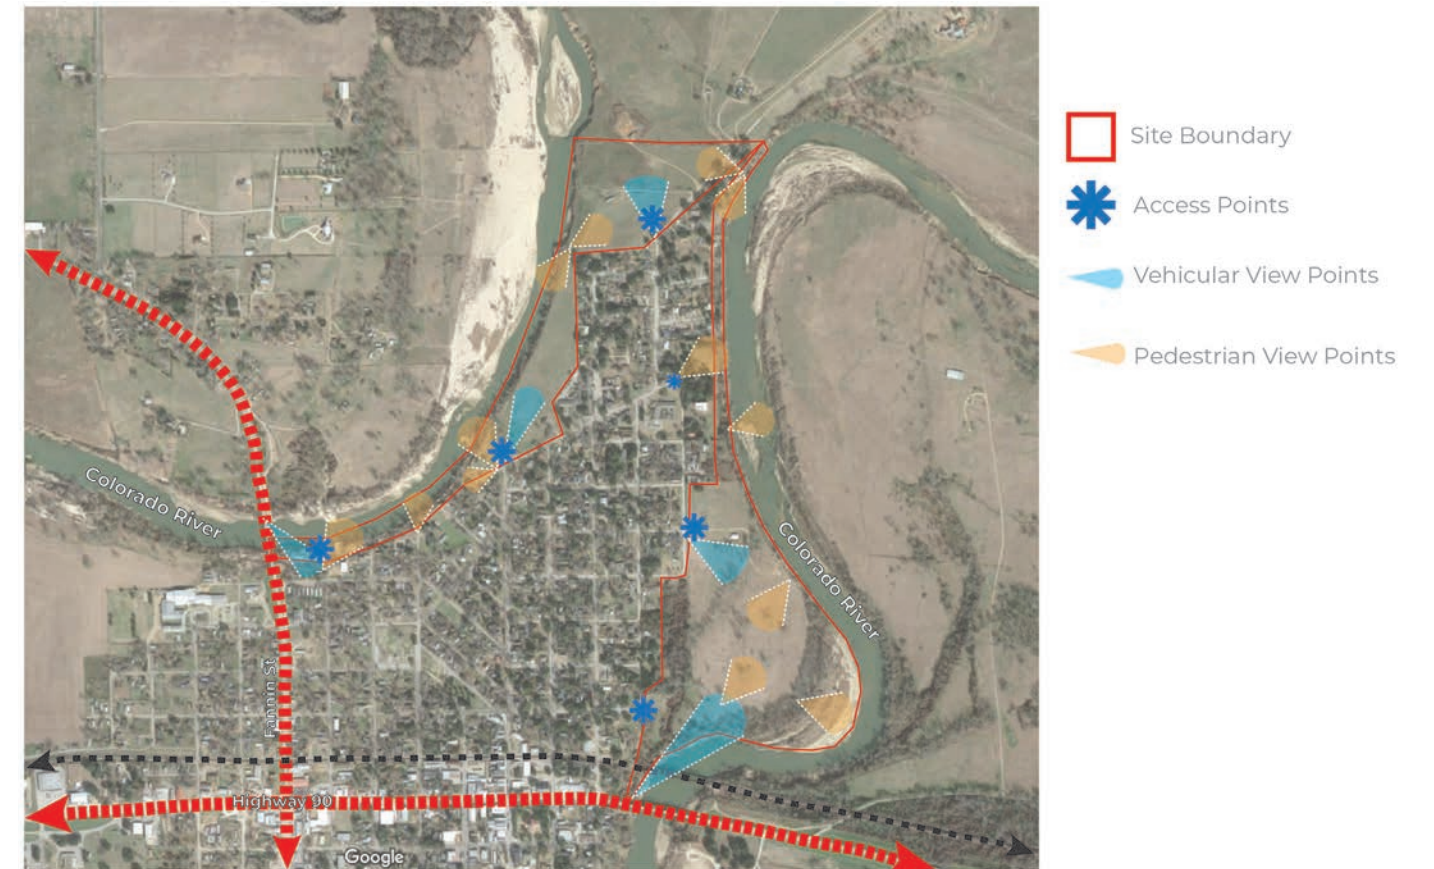 Site Boundary
Access Points
Vehicular View Points
Pedestrian View Points
Colorado River
Colorado River
Fannin St
Highway 90
Google